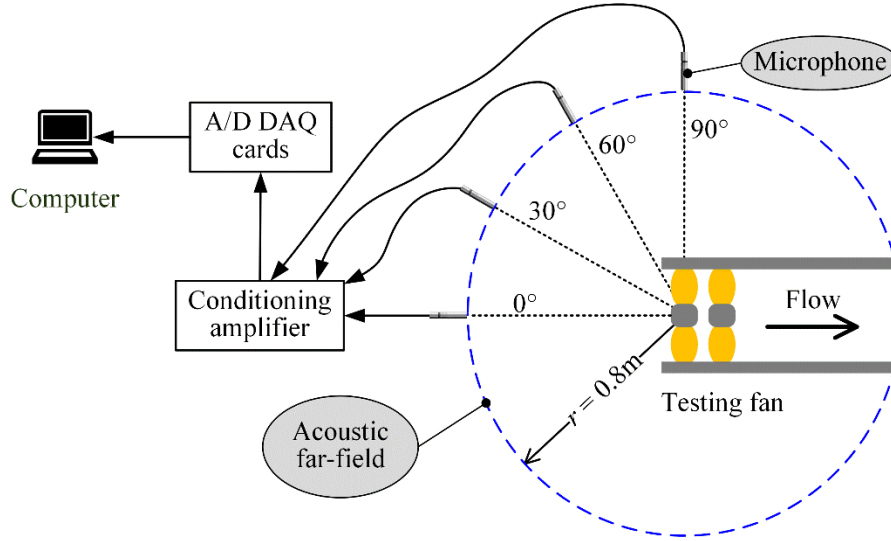 Microphone
A/D DAQ
cards
Computer
90°
60°
30°
0°
Conditioning
amplifier
Flow
r = 0.8m
Testing fan
Acoustic
far-field